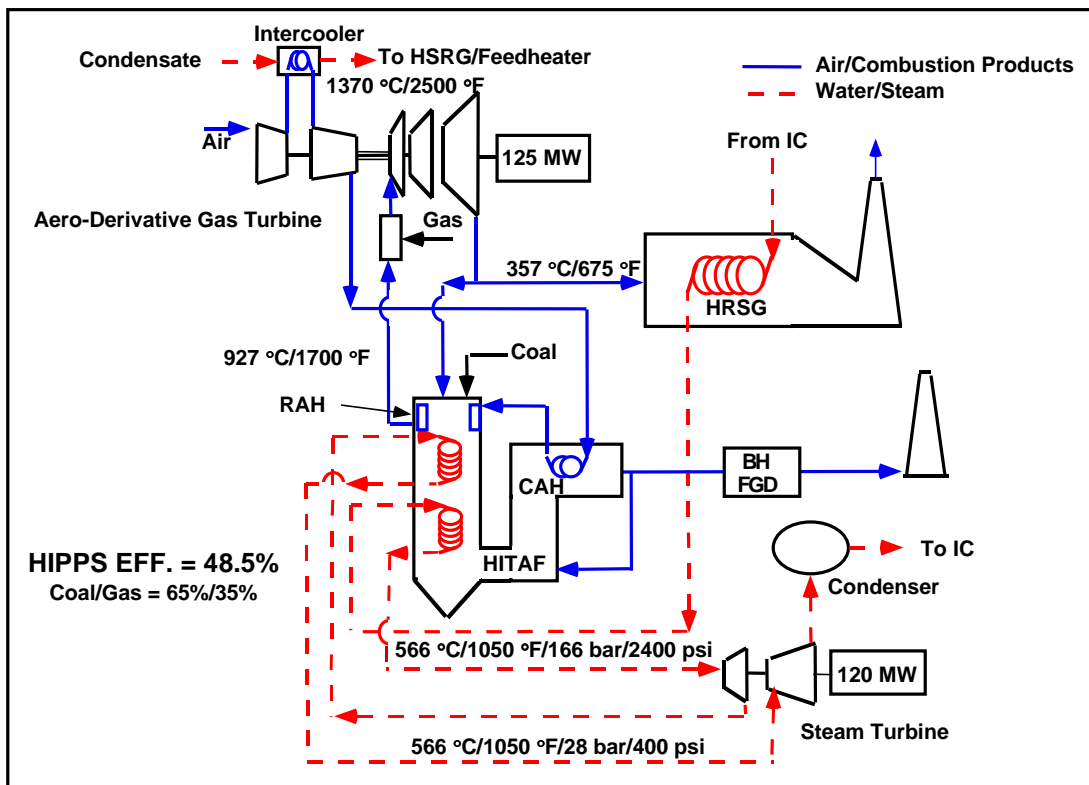 Intercooler
Condensate
To HSRG/Feedheater
1370 °C/2500 °F
Air/Combustion Products
Water/Steam
Air
125 MW
From IC
Aero-Derivative Gas Turbine
Gas
357 °C/675 °F
HRSG
927 °C/1700 °F
Coal
RAH
CAH
BH
FGD
HITAF
HIPPS EFF. = 48.5%
Coal/Gas = 65%/35%
To IC
Condenser
566 °C/1050 °F/166 bar/2400 psi
120 MW
Steam Turbine
566 °C/1050 °F/28 bar/400 psi